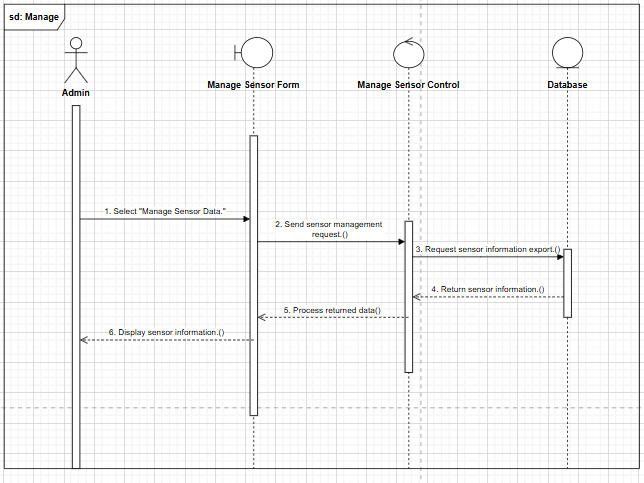 sd: Manage
Admin
Manage Sensor Form
Manage Sensor Control
Database
1. Select "Manage Sensor Data."
2. Send sensor management
request.()
3. Request sensor information export.()
4. Return sensor information.()
5. Process returned data()
6. Display sensor information.()